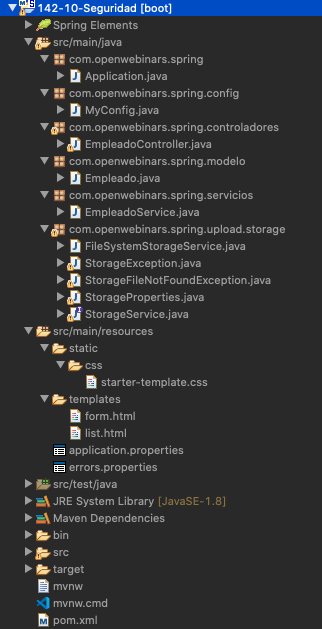 142-10-Seguridad [boot]
Spring Elements
src/main/java
com.openwebinars.spring
Application.java
com.openwebinars.spring.config
MyConfig.java
com.openwebinars.spring.controladores
EmpleadoController.java
com.openwebinars.spring.modelo
Empleado.java
com.openwebinars.spring.servicios
EmpleadoService.java
com.openwebinars.spring.upload.storage
FileSystemStorageService.java
StorageException.java
StorageFileNotFoundException.java
StorageProperties.java
StorageService.java
src/main/resources
static
css
starter-template.css
templates
form.html
list.html
application.properties
errors.properties
src/test/java
JRE System Library [JavaSE-1.8]
Maven Dependencies
bin
src
target
mvnw
mvnw.cmd
pom.xml